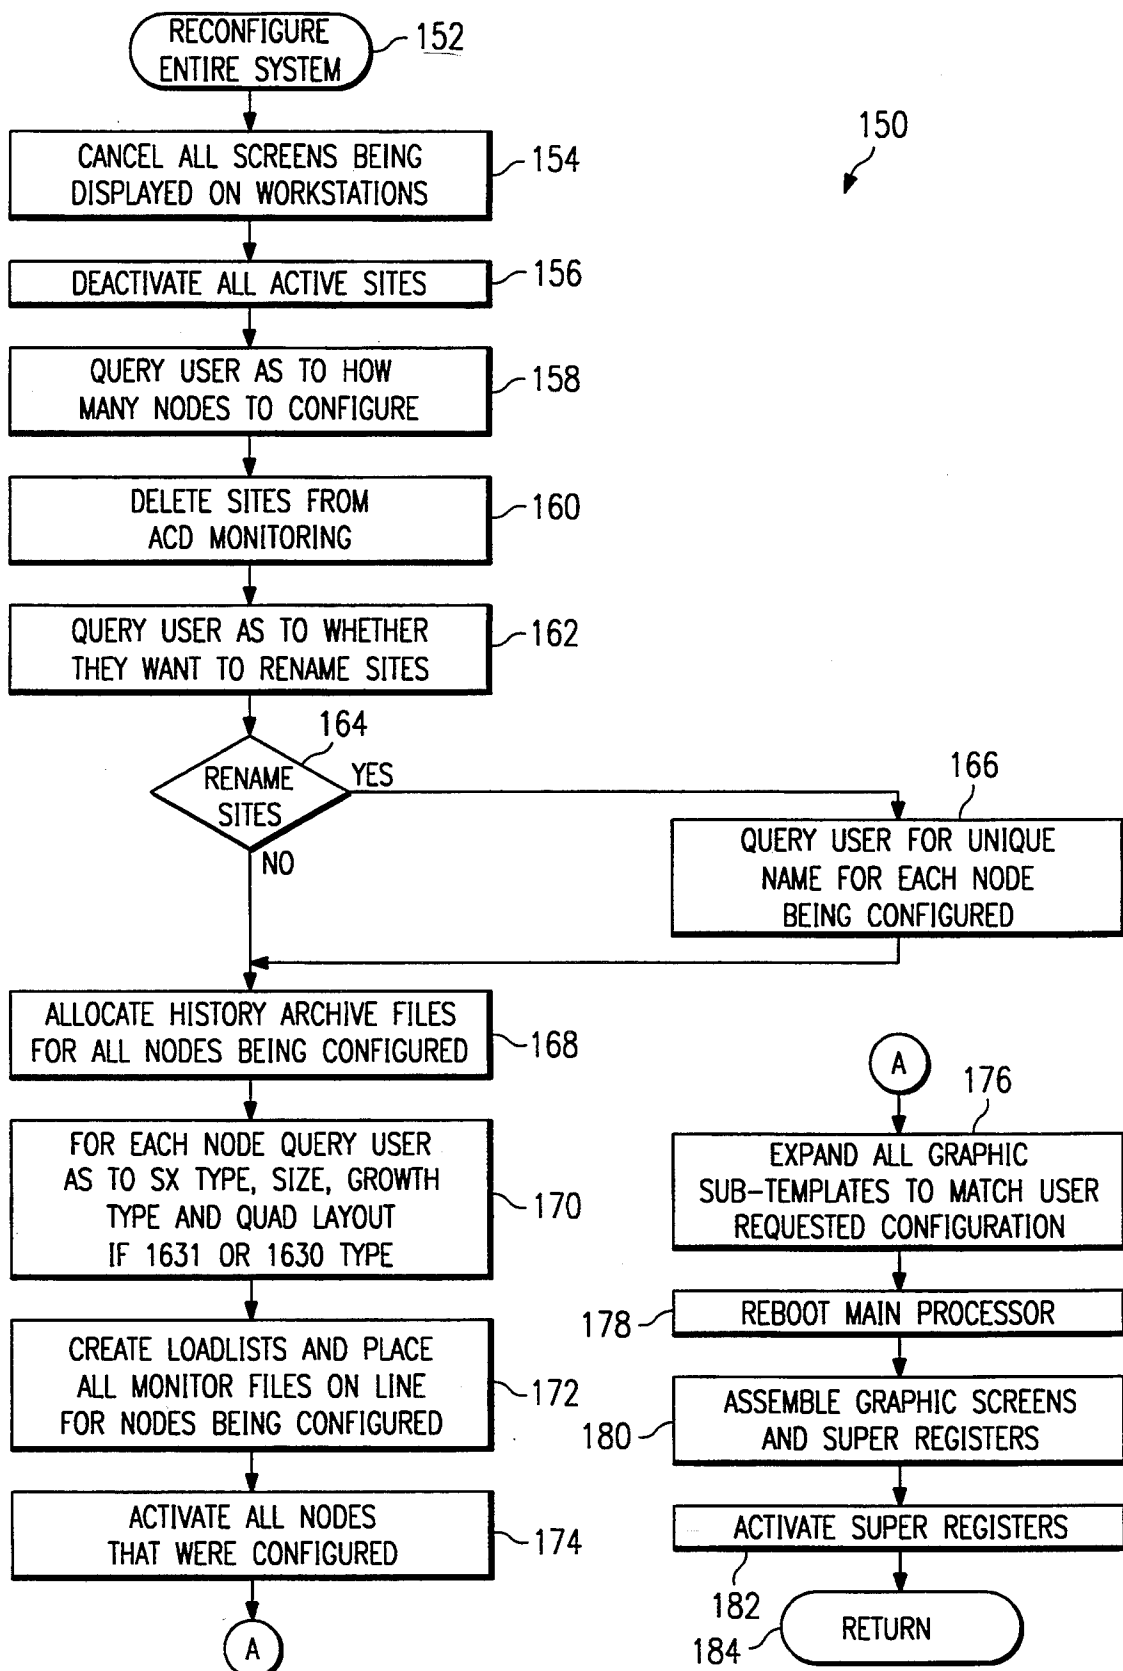 RECONFIGURE
ENTIRE SYSTEM
152
150
CANCEL ALL SCREENS BEING
DISPLAYED ON WORKSTATIONS
154
DEACTIVATE ALL ACTIVE SITES
156
QUERY USER AS TO HOW
MANY NODES TO CONFIGURE
158
DELETE SITES FROM
ACD MONITORING
160
QUERY USER AS TO WHETHER
THEY WANT TO RENAME SITES
162
RENAME
SITES
164
YES
NO
166
QUERY USER FOR UNIQUE
NAME FOR EACH NODE
BEING CONFIGURED
ALLOCATE HISTORY ARCHIVE FILES
FOR ALL NODES BEING CONFIGURED
168
FOR EACH NODE QUERY USER
AS TO SX TYPE, SIZE, GROWTH
TYPE AND QUAD LAYOUT
IF 1631 OR 1630 TYPE
170
CREATE LOADLISTS AND PLACE
ALL MONITOR FILES ON LINE
FOR NODES BEING CONFIGURED
172
ACTIVATE ALL NODES
THAT WERE CONFIGURED
174
A
A
176
EXPAND ALL GRAPHIC
SUB-TEMPLATES TO MATCH USER
REQUESTED CONFIGURATION
REBOOT MAIN PROCESSOR
178
ASSEMBLE GRAPHIC SCREENS
AND SUPER REGISTERS
180
ACTIVATE SUPER REGISTERS
182
RETURN
184